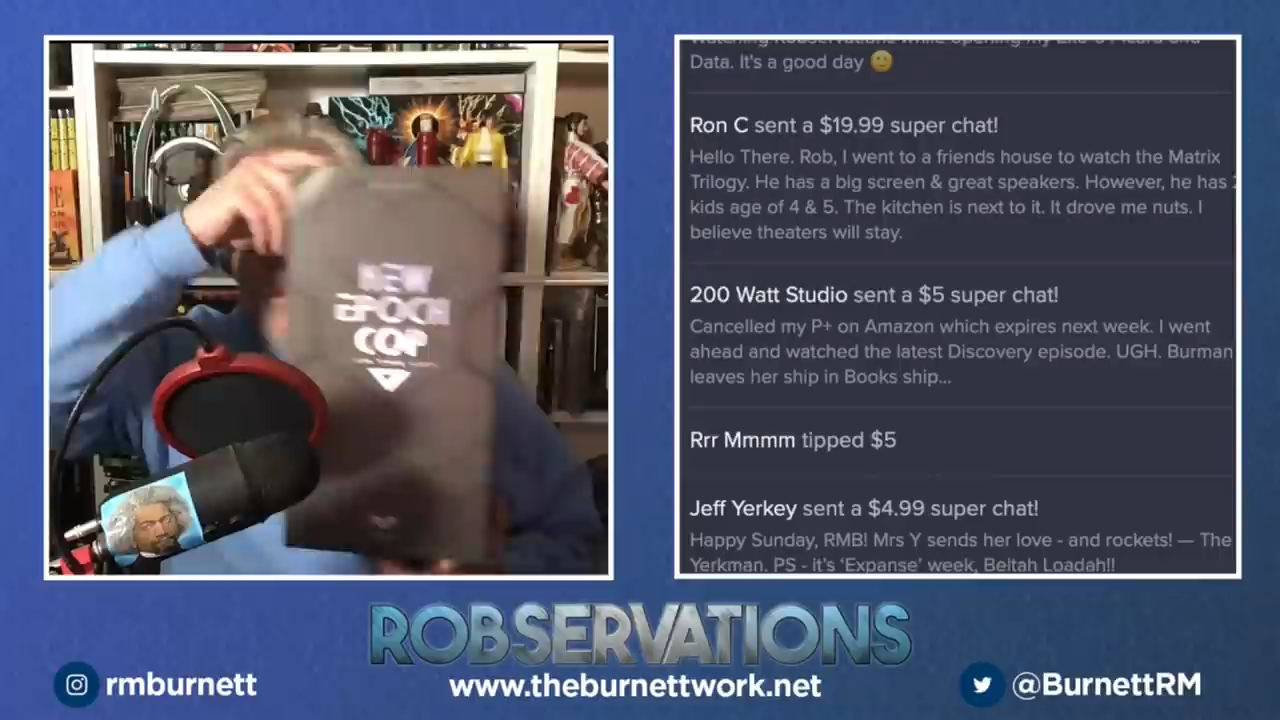 NEW
EPOCH
COP
Data. It's a good day 🙂
Ron C sent a $19.99 super chat!
Hello There. Rob, I went to a friends house to watch the Matrix
Trilogy. He has a big screen & great speakers. However, he has
kids age of 4 & 5. The kitchen is next to it. It drove me nuts. I
believe theaters will stay.
200 Watt Studio sent a $5 super chat!
Cancelled my P+ on Amazon which expires next week. I went
ahead and watched the latest Discovery episode. UGH. Burman
leaves her ship in Books ship...
Rrr Mmmm tipped $5
Jeff Yerkey sent a $4.99 super chat!
Happy Sunday, RMB! Mrs Y sends her love - and rockets! — The
Yerkman. PS - it's 'Expanse' week, Beltah Loadah!!
ROBSERVATIONS
rmburnett
www.theburnettwork.net
@BurnettRM